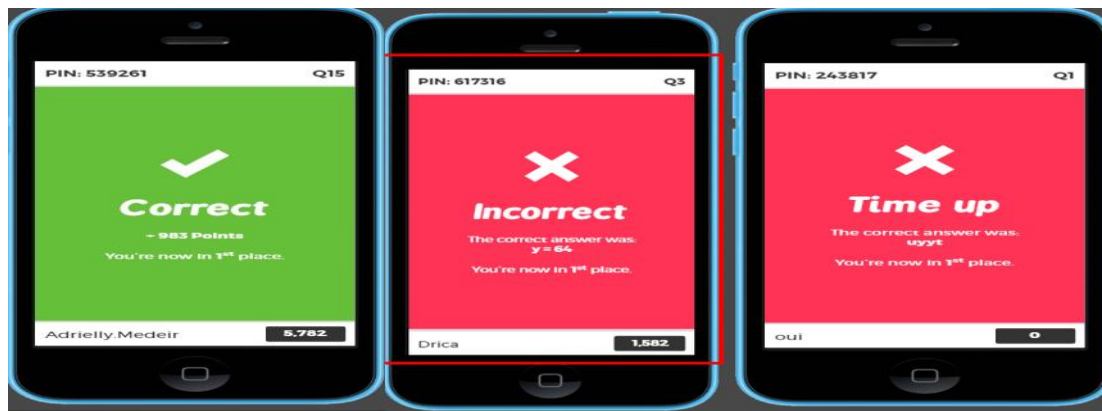 PIN: 539261 Q15
Correct
+ 983 Points
You're now in 1st place.
Adrielly.Medeir 5,782
PIN: 617316 Q3
Incorrect
The correct answer was:
y = 64
You're now in 1st place.
Drica 1,582
PIN: 243817 Q1
Time up
The correct answer was:
uyyt
You're now in 1st place.
oui 0